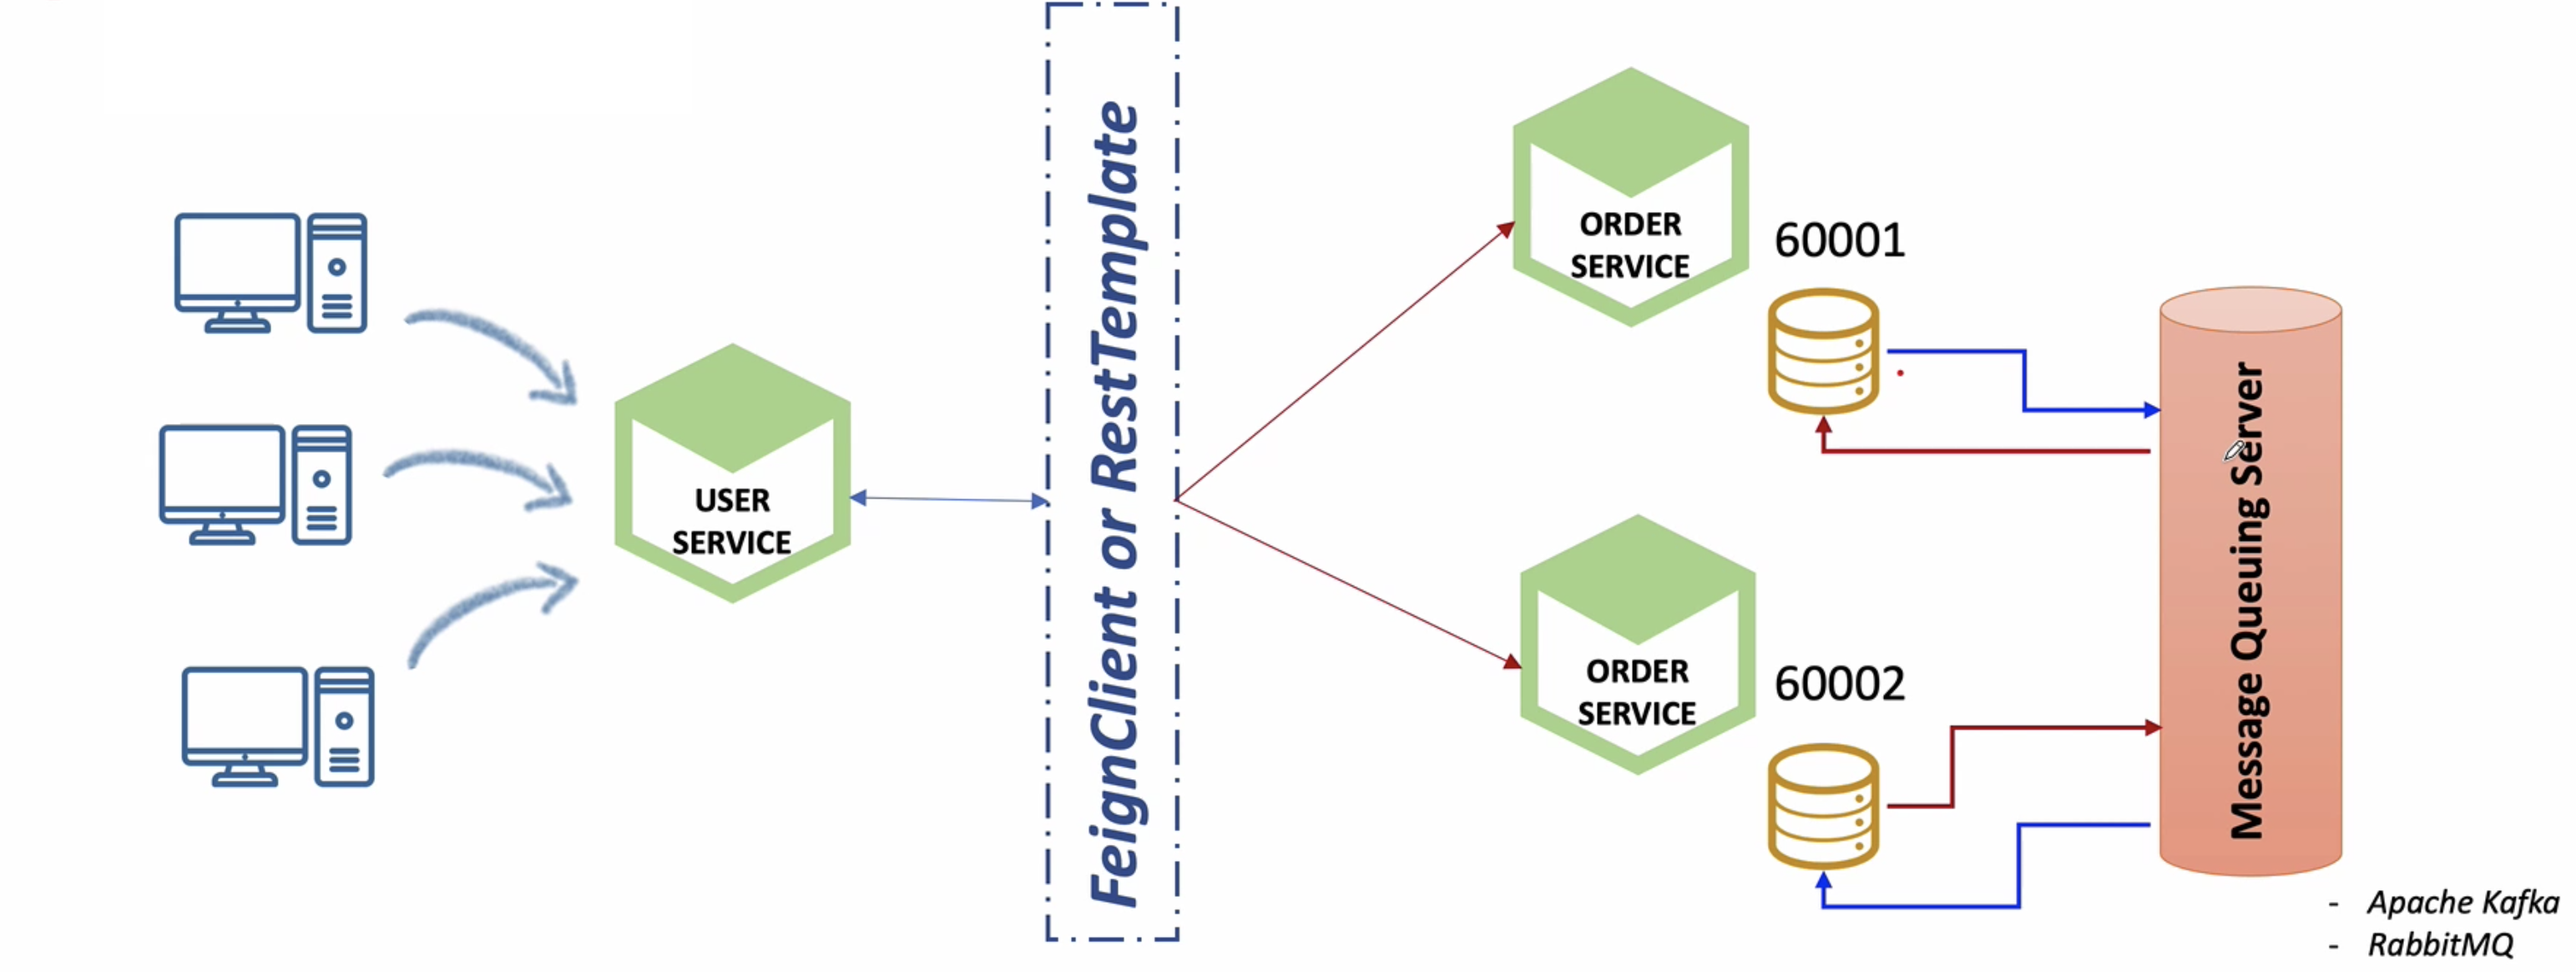 USER
SERVICE
FeignClient or RestTemplate
ORDER
SERVICE
60001
ORDER
SERVICE
60002
Message Queuing Server
- Apache Kafka
- RabbitMQ